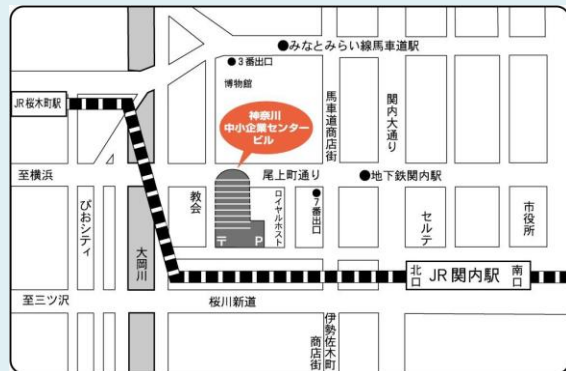 ●みなとみらい線馬車道駅
●3番出口
博物館
JR桜木町駅
神奈川
中小企業センター
ビル
馬車道商店街
関内大通り
至横浜
尾上町通り
●地下鉄関内駅
ぴおシティ
大岡川
教会
〒 P
ロイヤルホスト
●7番出口
セルテ
市役所
北口 JR関内駅 南口
至三ツ沢
桜川新道
伊勢佐木町
商店街